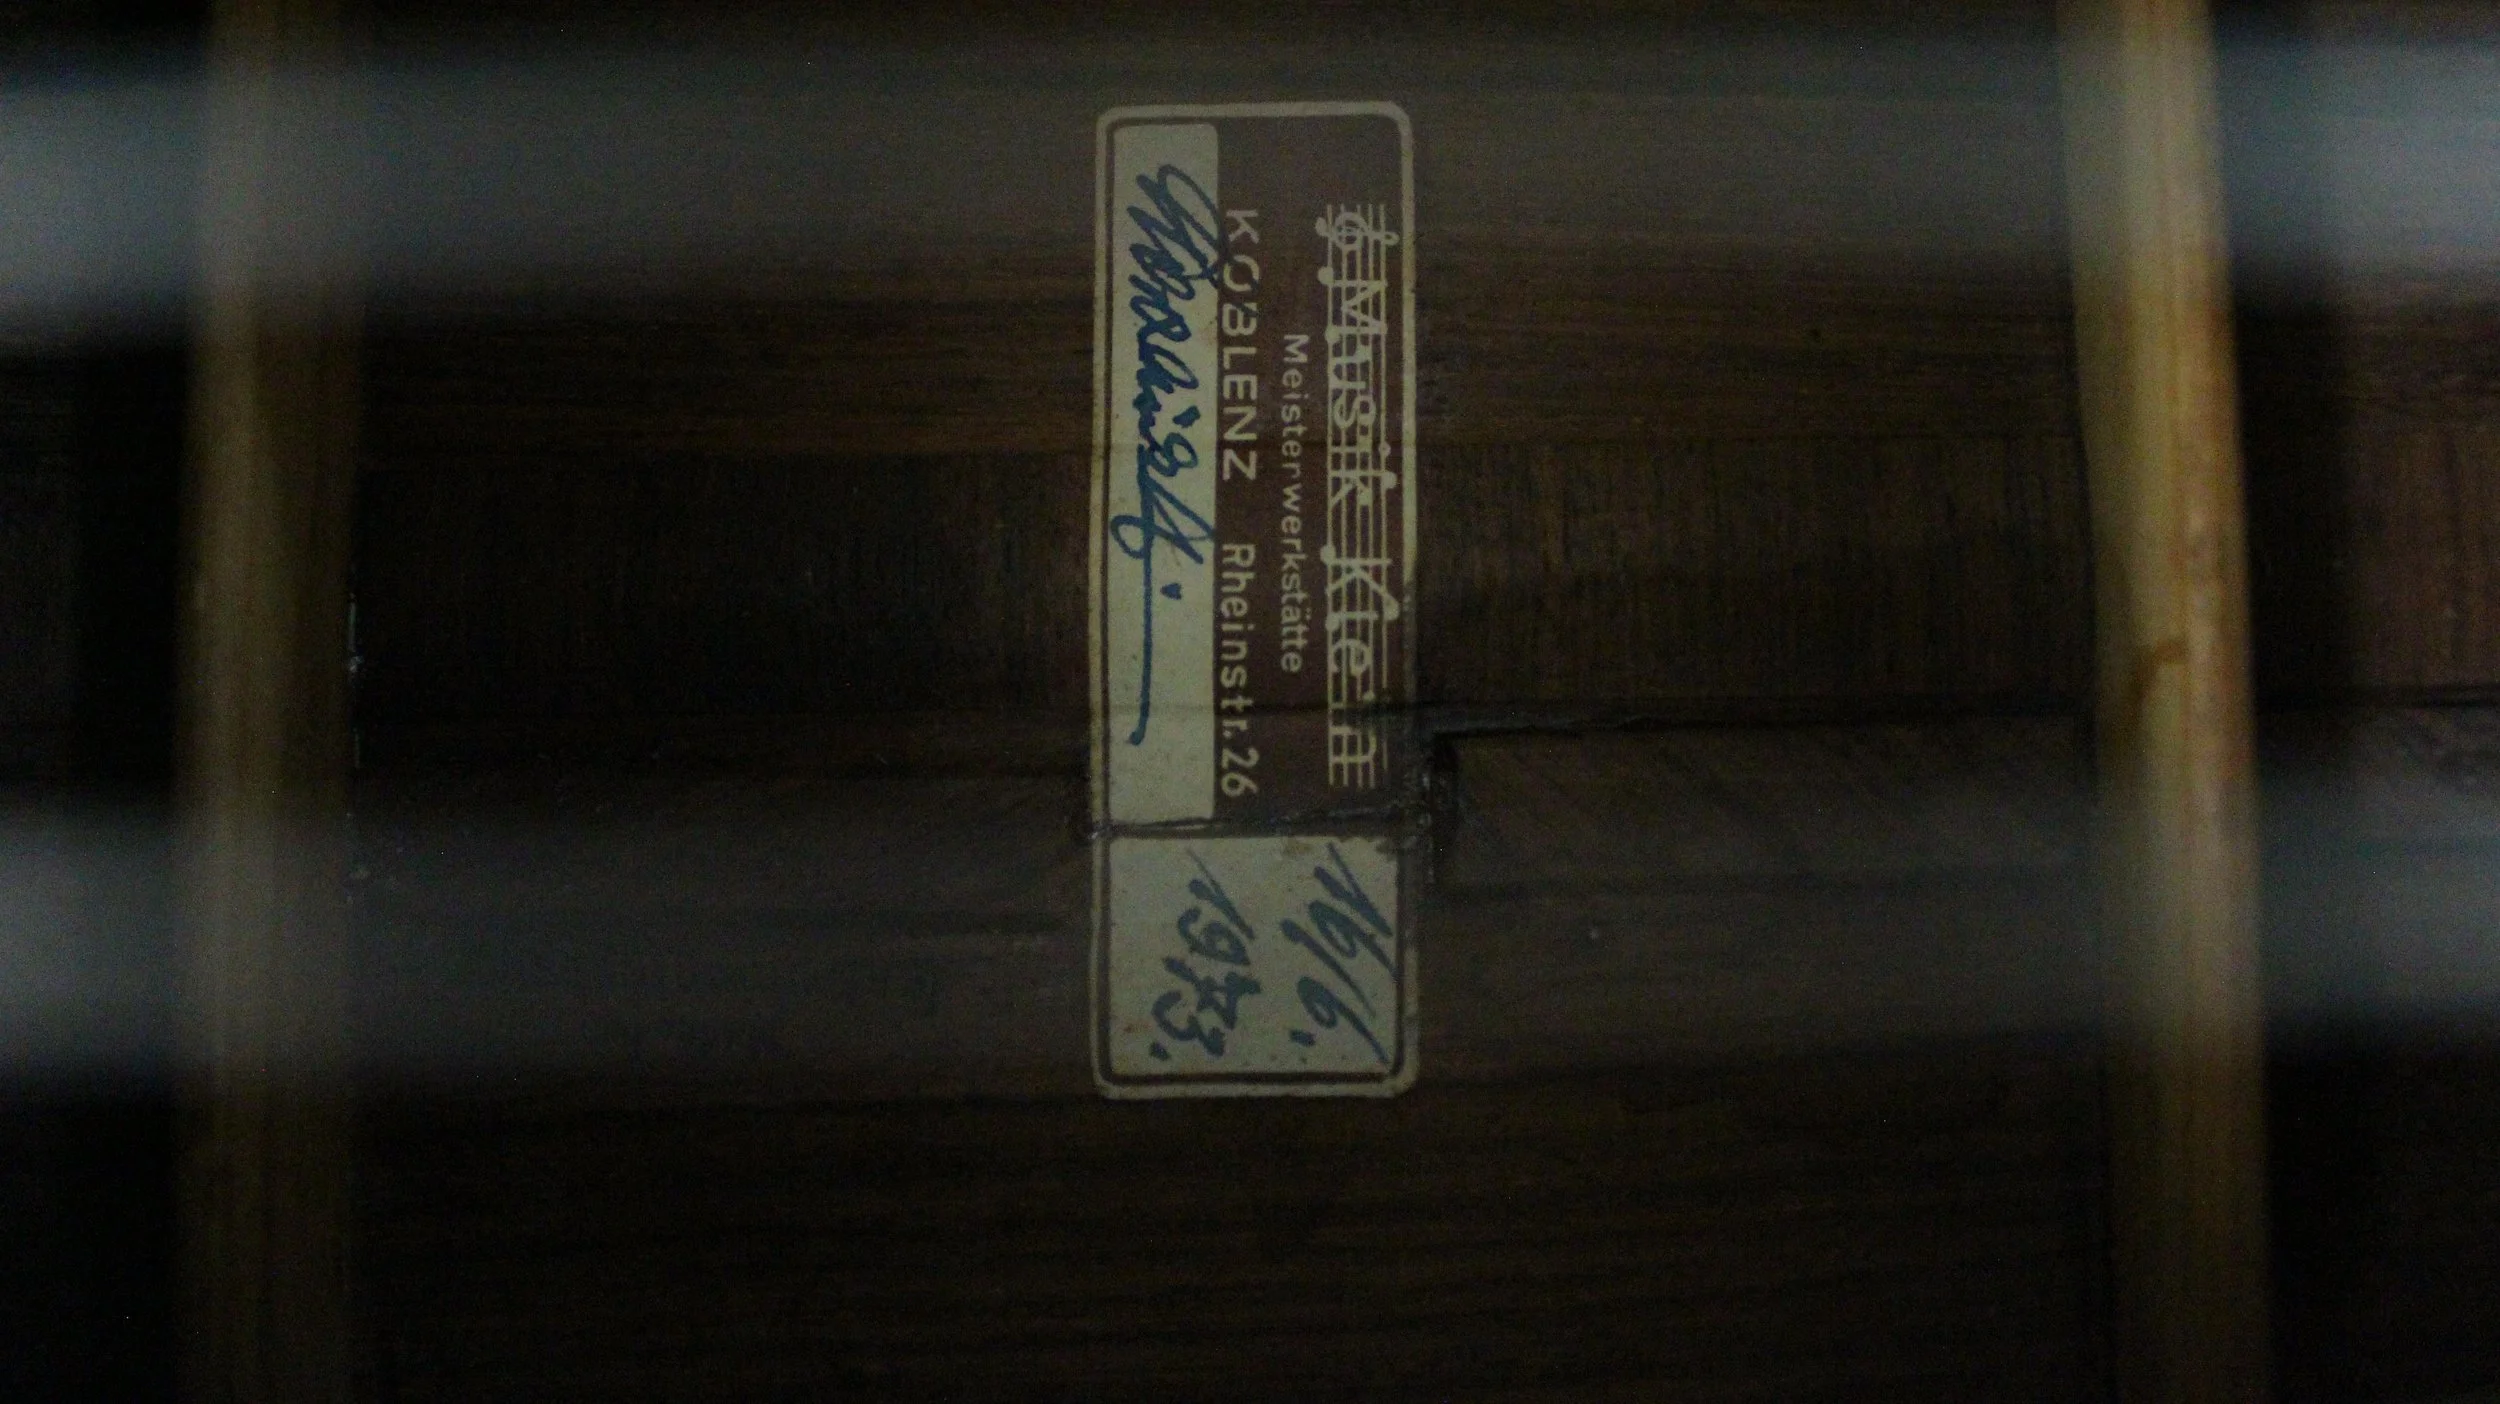 Musik-Klein
Meisterwerkstätte
KOBLENZ Rheinstr. 26
16/6.
1973.